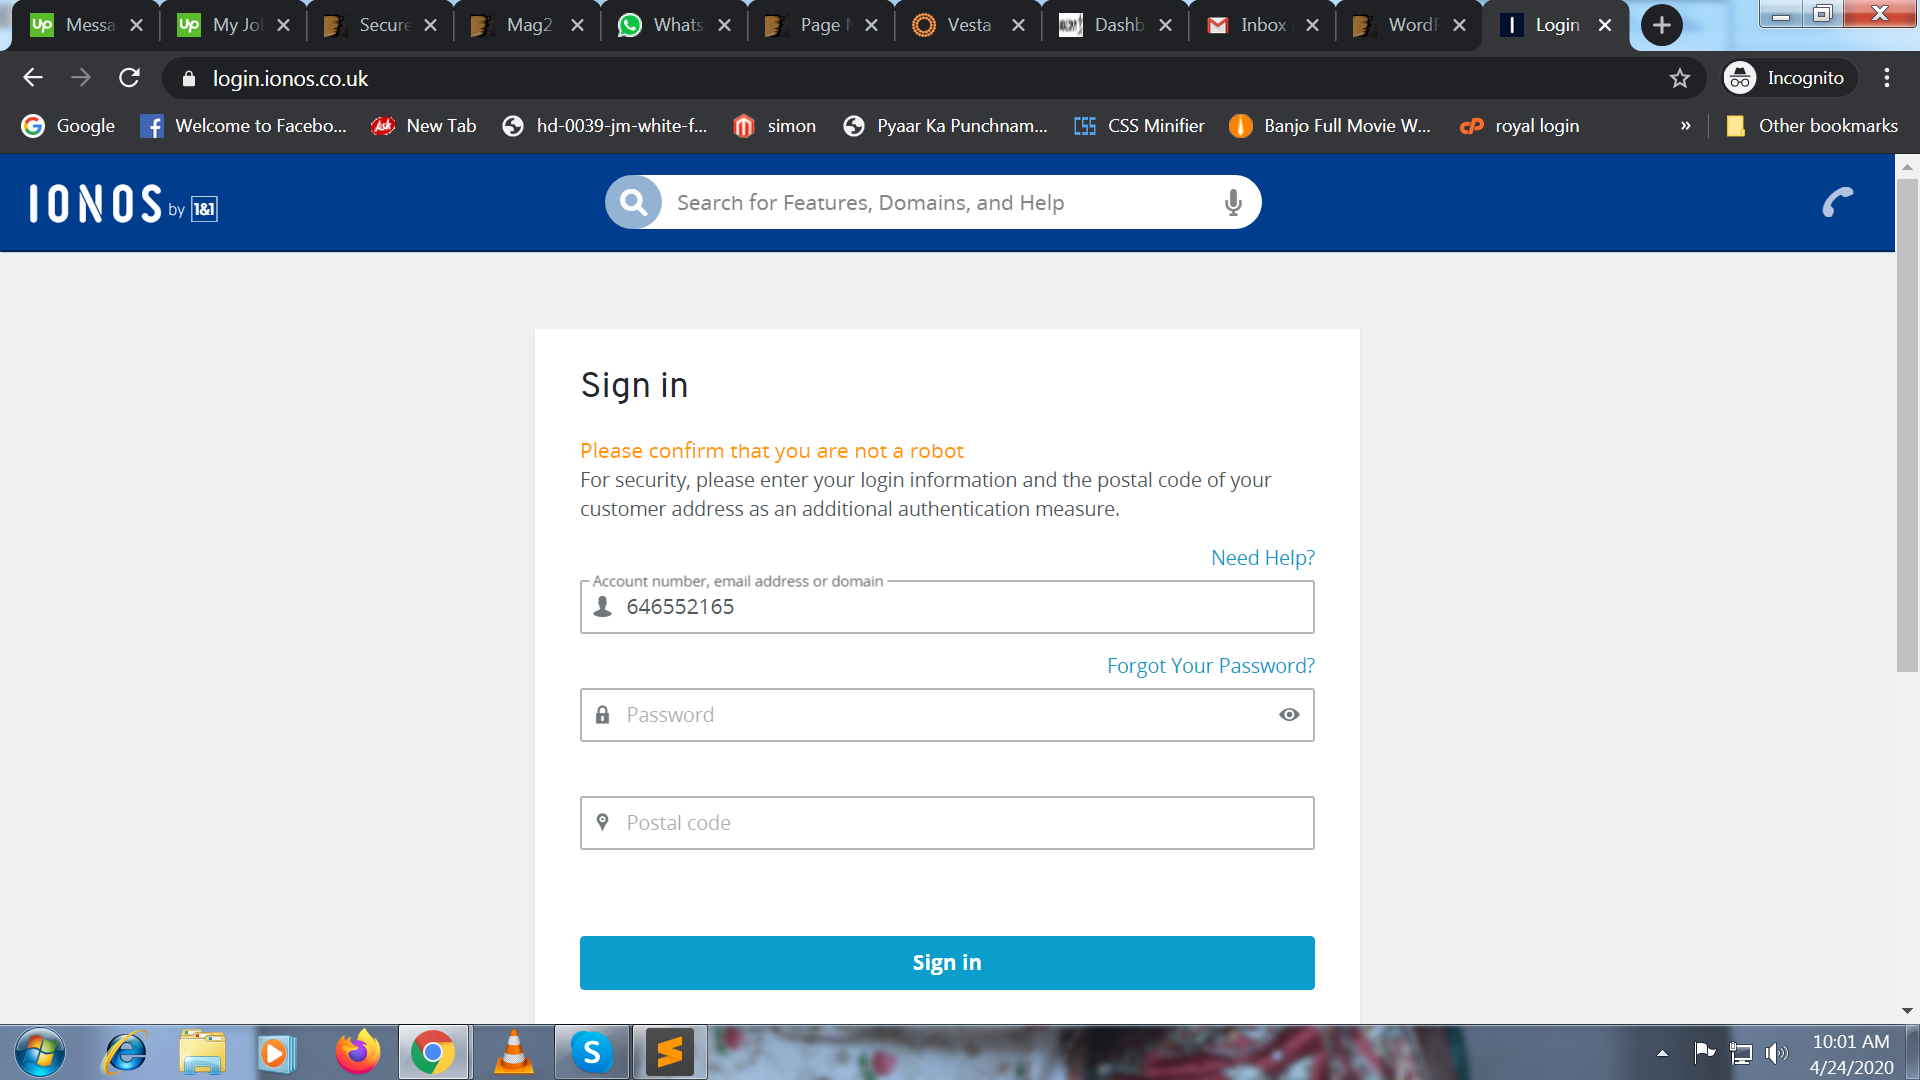 Messa
My Jo
Secure
Mag2
Whats
Page N
Vesta
Dashb
Inbox
WordP
Login
login.ionos.co.uk
Incognito
Google
Welcome to Facebo...
New Tab
hd-0039-jm-white-f...
simon
Pyaar Ka Punchnam...
CSS Minifier
Banjo Full Movie W...
royal login
»
Other bookmarks
IONOS by 1&1
Search for Features, Domains, and Help
Sign in
Please confirm that you are not a robot
For security, please enter your login information and the postal code of your
customer address as an additional authentication measure.
Need Help?
Account number, email address or domain
646552165
Forgot Your Password?
Password
Postal code
Sign in
10:01 AM
4/24/2020